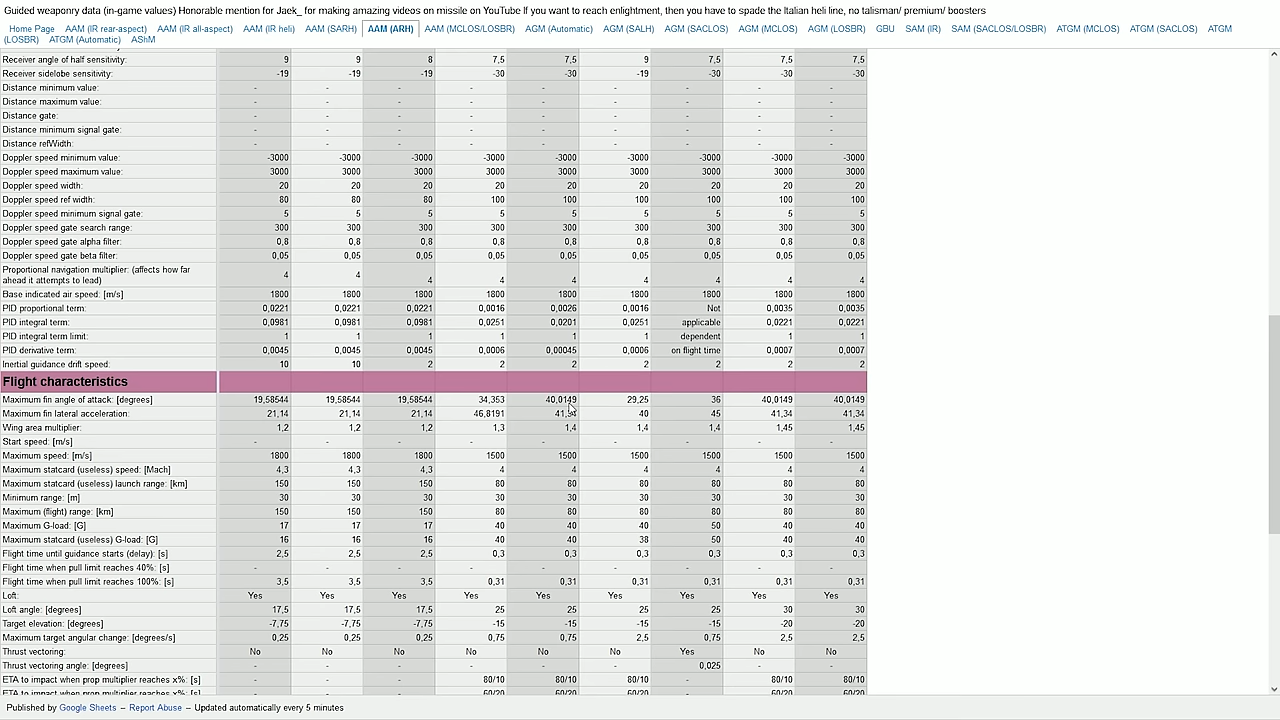 Guided weaponry data (in-game values) Honorable mention for Jaek_ for making amazing videos on missile on YouTube If you want to reach enlightment, then you have to spade the Italian heli line, no talisman/ premium/ boosters
Home Page AAM (IR rear-aspect) AAM (IR all-aspect) AAM (IR heli) AAM (SARH) AAM (ARH) AAM (MCLOS/LOSBR) AGM (Automatic) AGM (SALH) AGM (SACLOS) AGM (MCLOS) AGM (LOSBR) GBU SAM (IR) SAM (SACLOS/LOSBR) ATGM (MCLOS) ATGM (SACLOS) ATGM
(LOSBR) ATGM (Automatic) AShM
Receiver angle of half sensitivity: 9 9 8 7,5 7,5 9 7,5 7,5 7,5
Receiver sidelobe sensitivity: -19 -19 -19 -30 -30 -19 -30 -30 -30
Distance minimum value: - - - - - - - - -
Distance maximum value: - - - - - - - - -
Distance gate: - - - - - - - - -
Distance minimum signal gate: - - - - - - - - -
Distance refWidth: - - - - - - - - -
Doppler speed minimum value: -3000 -3000 -3000 -3000 -3000 -3000 -3000 -3000 -3000
Doppler speed maximum value: 3000 3000 3000 3000 3000 3000 3000 3000 3000
Doppler speed width: 20 20 20 20 20 20 20 20 20
Doppler speed ref width: 80 80 80 100 100 100 100 100 100
Doppler speed minimum signal gate: 5 5 5 5 5 5 5 5 5
Doppler speed gate search range: 300 300 300 300 300 300 300 300 300
Doppler speed gate alpha filter: 0,8 0,8 0,8 0,8 0,8 0,8 0,8 0,8 0,8
Doppler speed gate beta filter: 0,05 0,05 0,05 0,05 0,05 0,05 0,05 0,05 0,05
Proportional navigation multiplier: (affects how far
ahead it attempts to lead) 4 4 4 4 4 4 4 4 4
Base indicated air speed: [m/s] 1800 1800 1800 1800 1800 1800 1800 1800 1800
PID proportional term: 0,0221 0,0221 0,0221 0,0016 0,0026 0,0016 Not 0,0035 0,0035
PID integral term: 0,0981 0,0981 0,0981 0,0251 0,0201 0,0251 applicable 0,0221 0,0221
PID integral term limit: 1 1 1 1 1 1 dependent 1 1
PID derivative term: 0,0045 0,0045 0,0045 0,0006 0,00045 0,0006 on flight time 0,0007 0,0007
Inertial guidance drift speed: 10 10 2 2 2 2 2 2 2
Flight characteristics
Maximum fin angle of attack: [degrees] 19,58544 19,58544 19,58544 34,353 40,0149 29,25 36 40,0149 40,0149
Maximum fin lateral acceleration: 21,14 21,14 21,14 46,8191 41,34 40 45 41,34 41,34
Wing area multiplier: 1,2 1,2 1,2 1,3 1,4 1,4 1,4 1,45 1,45
Start speed: [m/s] - - - - - - - - -
Maximum speed: [m/s] 1800 1800 1800 1500 1500 1500 1500 1500 1500
Maximum statcard (useless) speed: [Mach] 4,3 4,3 4,3 4 4 4 4 4 4
Maximum statcard (useless) launch range: [km] 150 150 150 80 80 80 80 80 80
Minimum range: [m] 30 30 30 30 30 30 30 30 30
Maximum (flight) range: [km] 150 150 150 80 80 80 80 80 80
Maximum G-load: [G] 17 17 17 40 40 40 50 40 40
Maximum statcard (useless) G-load: [G] 16 16 16 40 40 38 50 40 40
Flight time until guidance starts (delay): [s] 2,5 2,5 2,5 0,3 0,3 0,3 0,3 0,3 0,3
Flight time when pull limit reaches 40%: [s] - - - - - - - - -
Flight time when pull limit reaches 100%: [s] 3,5 3,5 3,5 0,31 0,31 0,31 0,31 0,31 0,31
Loft: Yes Yes Yes Yes Yes Yes Yes Yes Yes
Loft angle: [degrees] 17,5 17,5 17,5 25 25 25 25 30 30
Target elevation: [degrees] -7,75 -7,75 -7,75 -15 -15 -15 -15 -20 -20
Maximum target angular change: [degrees/s] 0,25 0,25 0,25 0,75 0,75 2,5 0,75 2,5 2,5
Thrust vectoring: No No No No No No Yes No No
Thrust vectoring angle: [degrees] - - - - - - 0,025 - -
ETA to impact when prop multiplier reaches x%: [s] - - - 80/10 80/10 80/10 - 80/10 80/10
ETA to impact when prop multiplier reaches x%: [s] - - - 60/20 60/20 60/20 - 60/20 60/20
Published by Google Sheets – Report Abuse – Updated automatically every 5 minutes